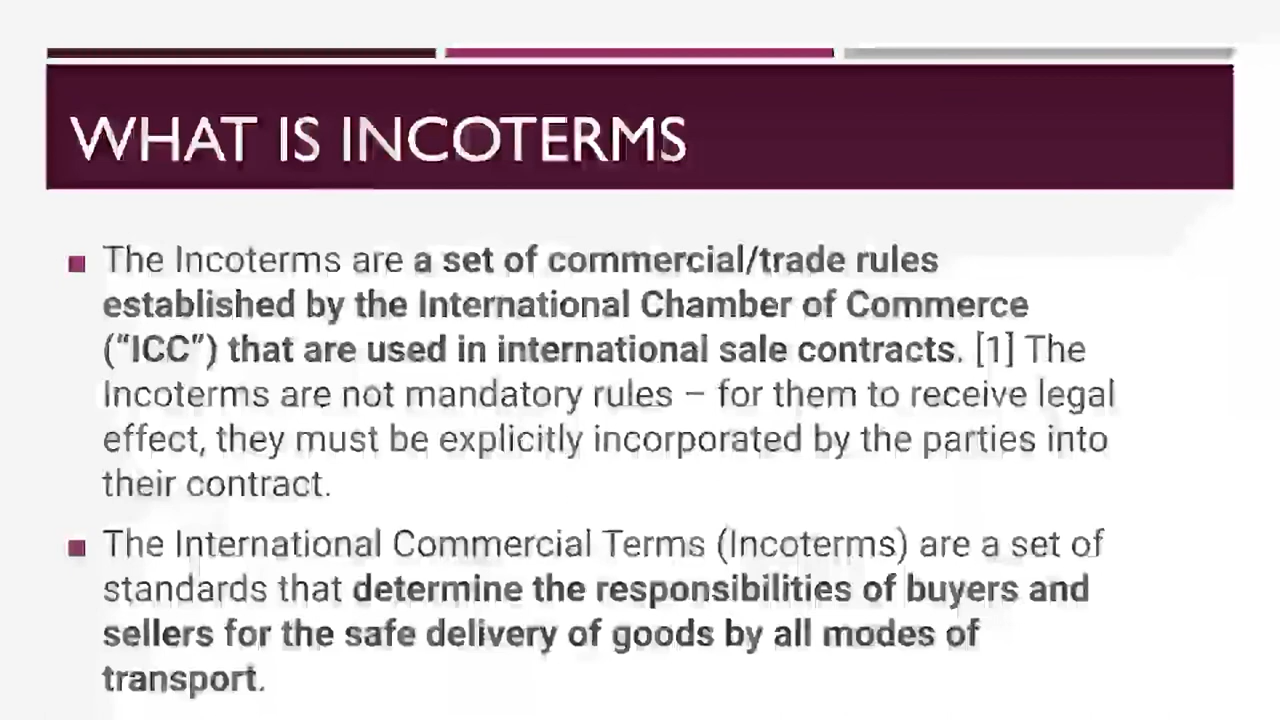 WHAT IS INCOTERMS
The Incoterms are a set of commercial/trade rules
established by the International Chamber of Commerce
(“ICC”) that are used in international sale contracts. [1] The
Incoterms are not mandatory rules – for them to receive legal
effect, they must be explicitly incorporated by the parties into
their contract.
The International Commercial Terms (Incoterms) are a set of
standards that determine the responsibilities of buyers and
sellers for the safe delivery of goods by all modes of
transport.